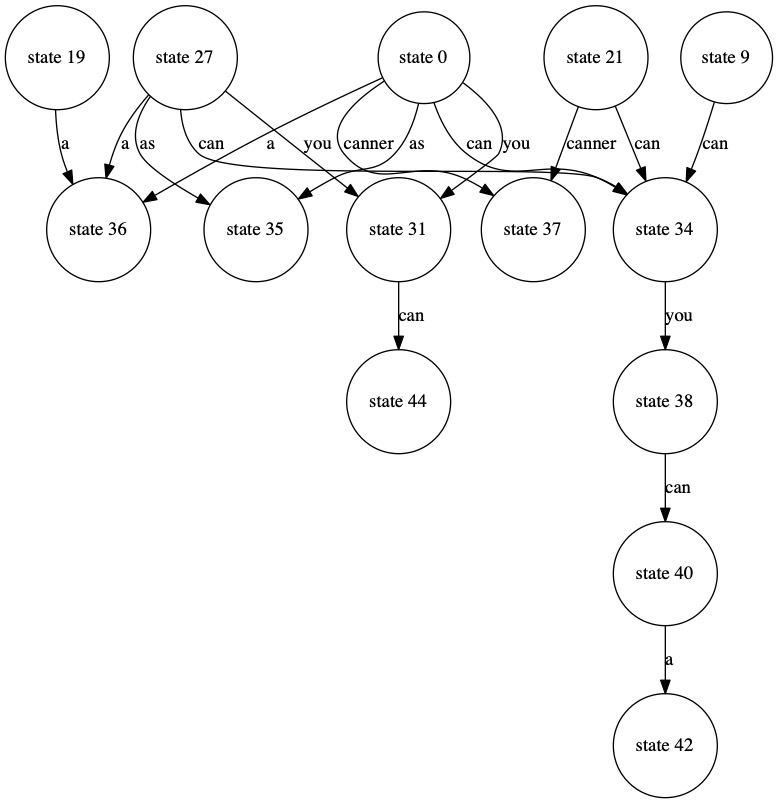 state 19
state 27
state 0
state 21
state 9
a
a
as
can
you
a
canner
as
can
you
canner
can
can
state 36
state 35
state 31
state 37
state 34
can
you
state 44
state 38
can
state 40
a
state 42